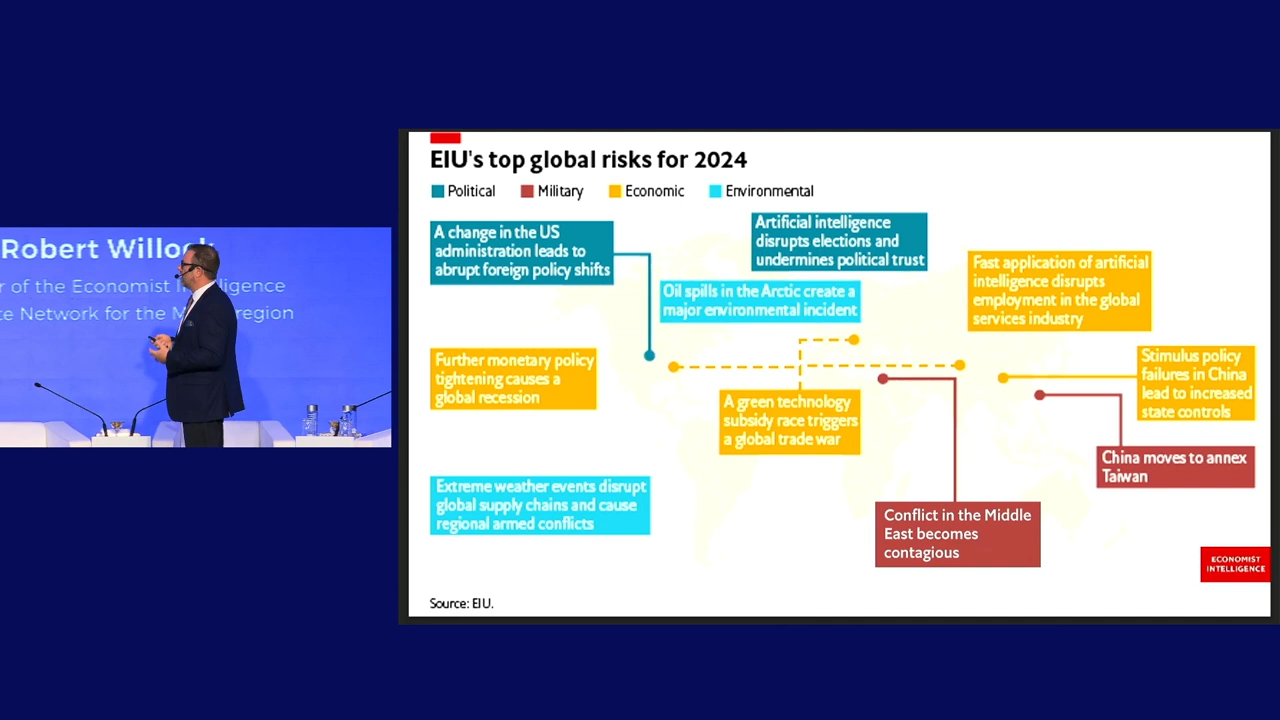 Robert Willock
r of the Economist Intelligence
te Network for the M region
EIU's top global risks for 2024
Political
Military
Economic
Environmental
A change in the US
administration leads to
abrupt foreign policy shifts
Artificial intelligence
disrupts elections and
undermines political trust
Oil spills in the Arctic create a
major environmental incident
Fast application of artificial
intelligence disrupts
employment in the global
services industry
Further monetary policy
tightening causes a
global recession
Stimulus policy
failures in China
lead to increased
state controls
A green technology
subsidy race triggers
a global trade war
China moves to annex
Taiwan
Extreme weather events disrupt
global supply chains and cause
regional armed conflicts
Conflict in the Middle
East becomes
contagious
ECONOMIST
INTELLIGENCE
Source: EIU.